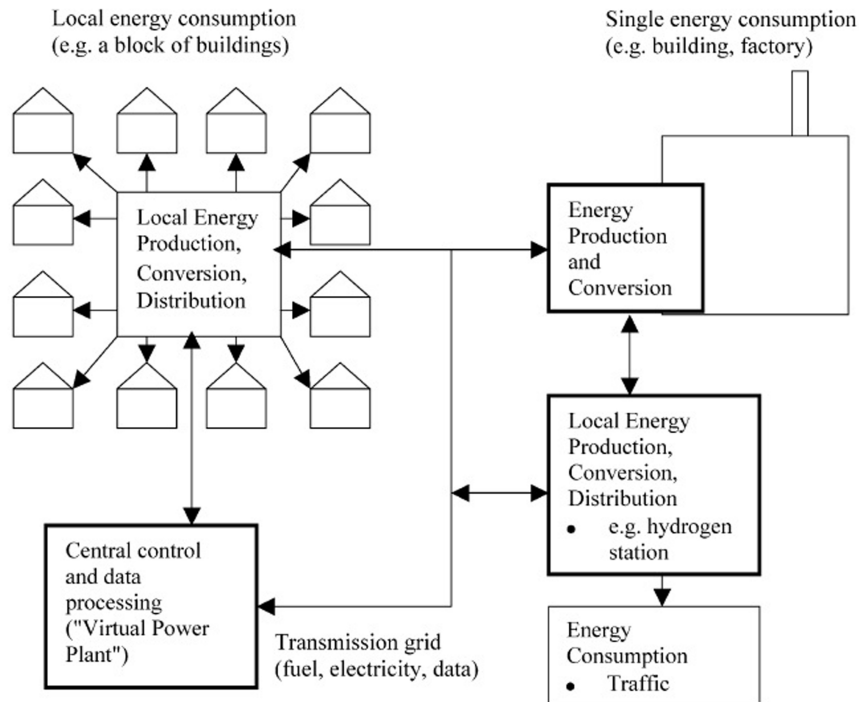 Local energy consumption
(e.g. a block of buildings)
Single energy consumption
(e.g. building, factory)
Local Energy
Production,
Conversion,
Distribution
Energy
Production
and
Conversion
Local Energy
Production,
Conversion,
Distribution
• e.g. hydrogen
station
Central control
and data
processing
("Virtual Power
Plant")
Transmission grid
(fuel, electricity, data)
Energy
Consumption
• Traffic